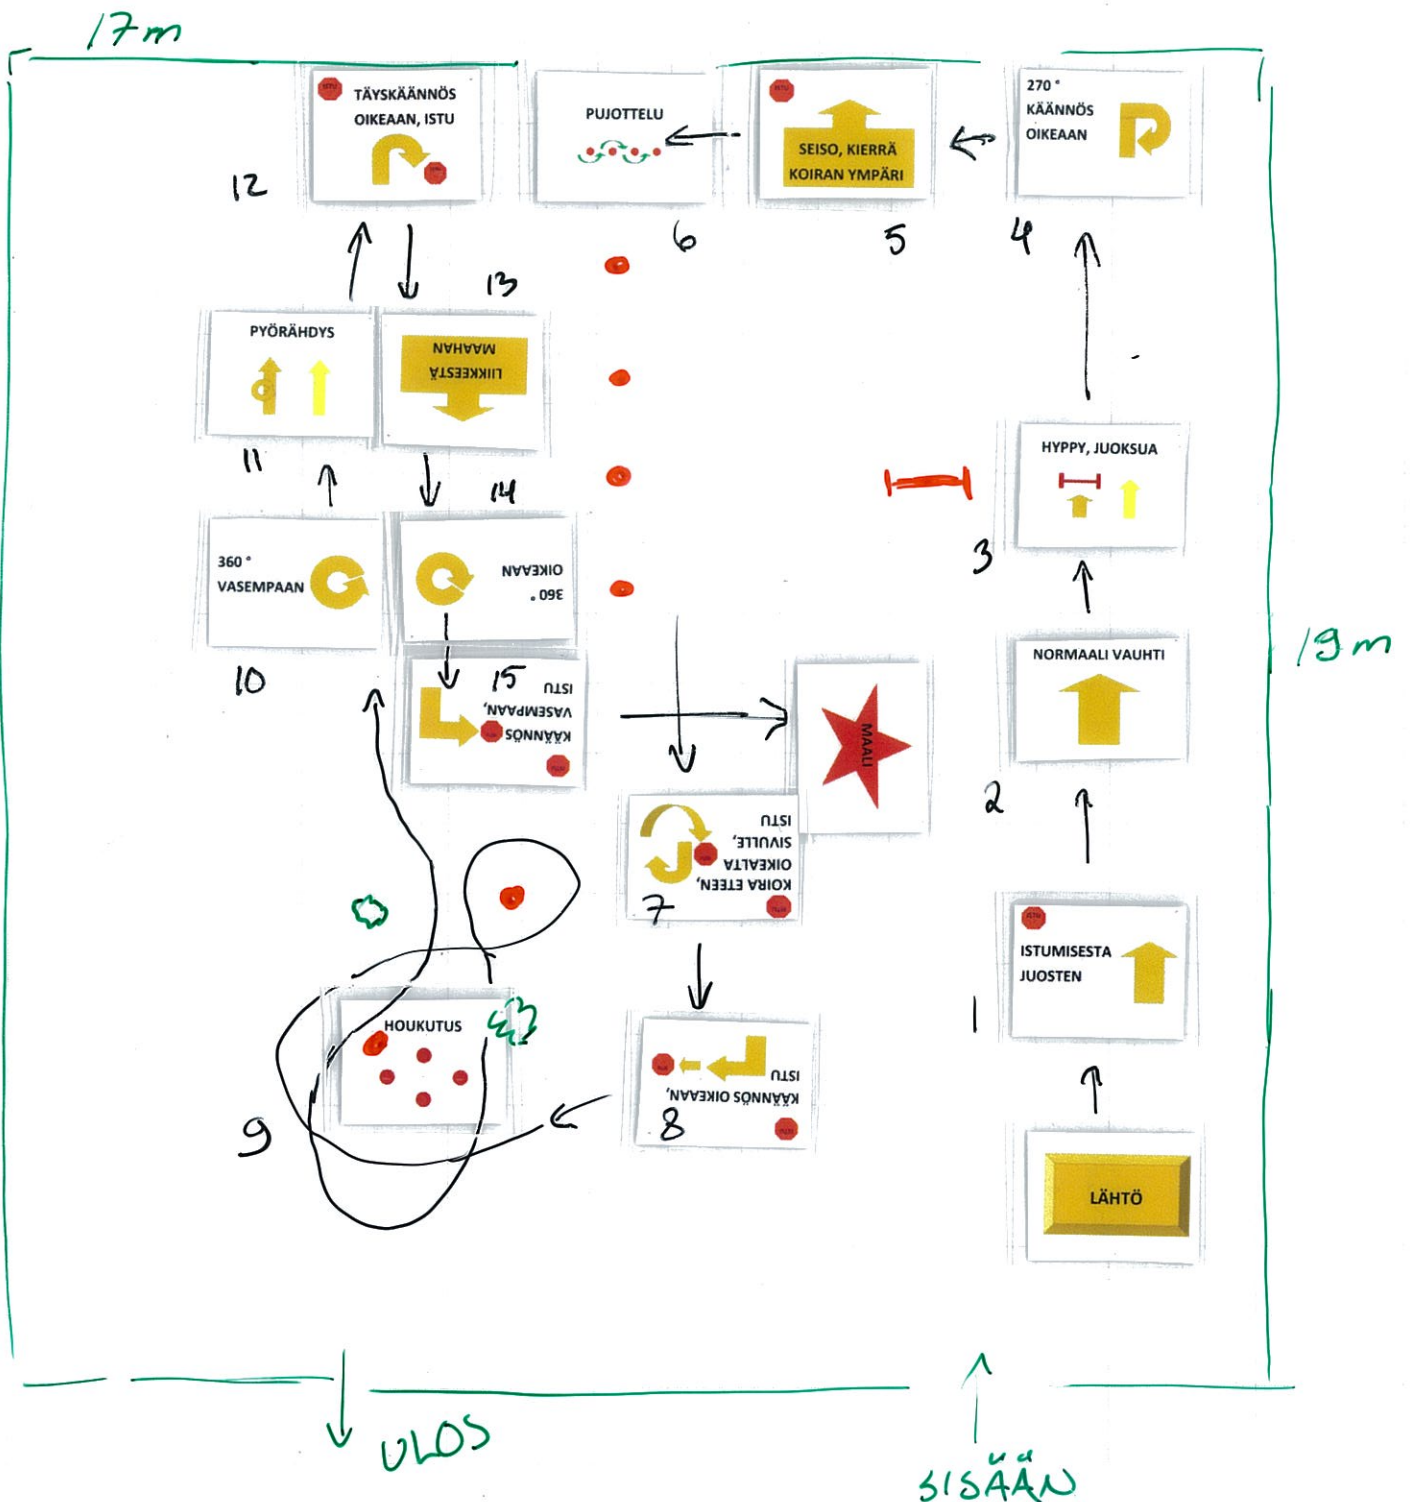 17m
TÄYSKÄÄNNÖS
OIKEAAN, ISTU
12
PUJOTTELU
6
ISTU
SEISO, KIERRÄ
KOIRAN YMPÄRI
5
270 °
KÄÄNNÖS
OIKEAAN
4
PYÖRÄHDYS
11
13
LIIKKEESTÄ
MAAHAN
HYPPY, JUOKSUA
3
360 °
VASEMPAAN
10
14
360 °
OIKEAAN
15
KÄÄNNÖS
VASEMPAAN,
ISTU
MAALI
NORMAALI VAUHTI
2
19m
KOIRA ETEEN,
OIKEALTA
SIVULLE,
ISTU
7
ISTU
ISTUMISESTA
JUOSTEN
1
HOUKUTUS
9
KÄÄNNÖS OIKEAAN,
ISTU
8
LÄHTÖ
ULOS
SISÄÄN